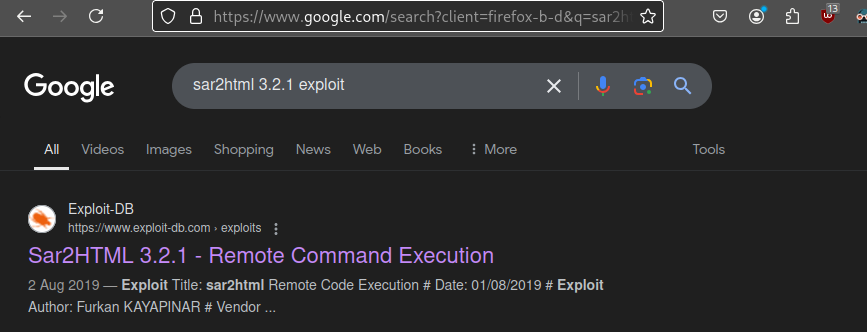 https://www.google.com/search?client=firefox-b-d&q=sar2h
13
Google
sar2html 3.2.1 exploit
All Videos Images Shopping News Web Books More Tools
Exploit-DB
https://www.exploit-db.com › exploits
Sar2HTML 3.2.1 - Remote Command Execution
2 Aug 2019 — Exploit Title: sar2html Remote Code Execution # Date: 01/08/2019 # Exploit
Author: Furkan KAYAPINAR # Vendor ...